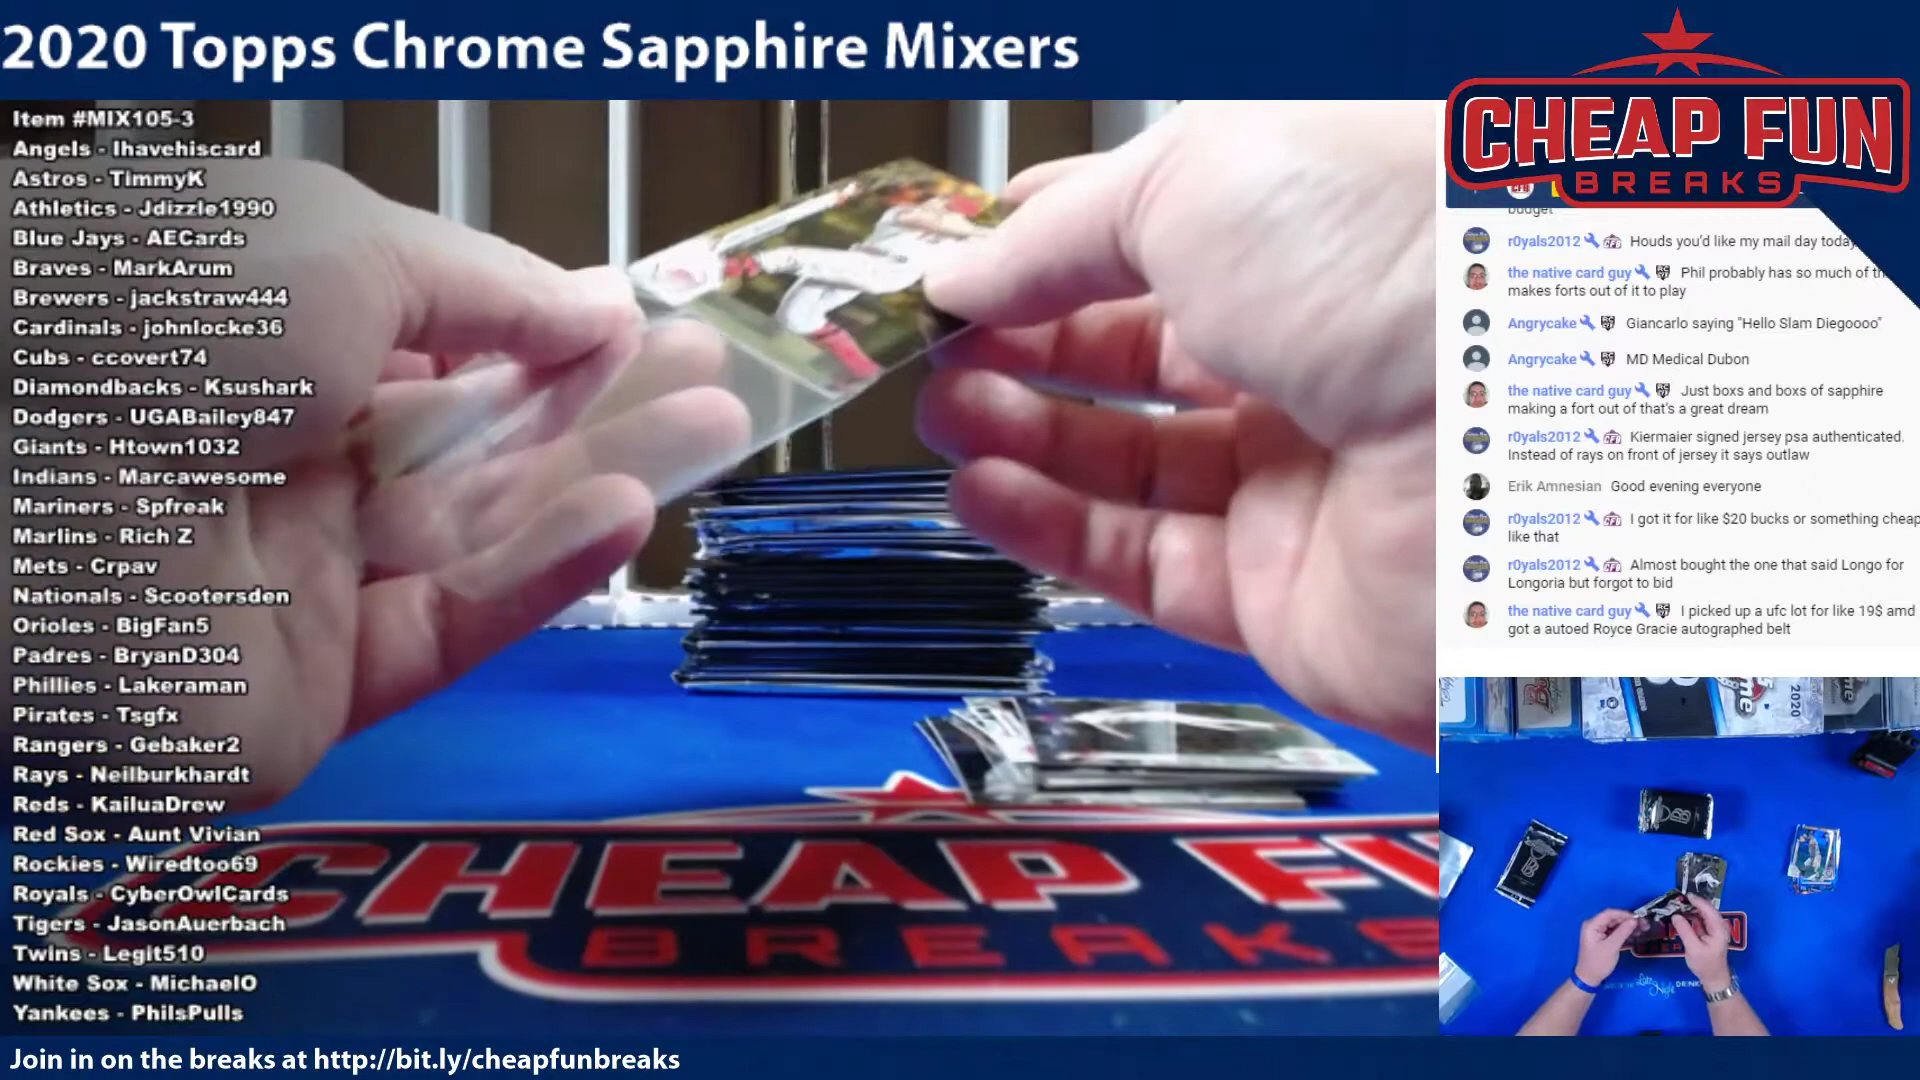 2020 Topps Chrome Sapphire Mixers
CHEAP FUN
BREAKS
Item #MIX105-3
Angels - Ihavehiscard
Astros - TimmyK
Athletics - Jdizzle1990
Blue Jays - AECards
Braves - MarkArum
Brewers - jackstraw444
Cardinals - johnlocke36
Cubs - ccovert74
Diamondbacks - Ksushark
Dodgers - UGABailey847
Giants - Htown1032
Indians - Marcawesome
Mariners - Spfreak
Marlins - Rich Z
Mets - Crpav
Nationals - Scootersden
Orioles - BigFan5
Padres - BryanD304
Phillies - Lakeraman
Pirates - Tsgfx
Rangers - Gebaker2
Rays - Neilburkhardt
Reds - KailuaDrew
Red Sox - Aunt Vivian
Rockies - Wiredtoo69
Royals - CyberOwlCards
Tigers - JasonAuerbach
Twins - Legit510
White Sox - MichaelO
Yankees - PhilsPulls
CHEAP FU
BREAKS
budget
r0yals2012 Houds you'd like my mail day today
the native card guy Phil probably has so much of
makes forts out of it to play
Angrycake Giancarlo saying "Hello Slam Diegoooo"
Angrycake MD Medical Dubon
the native card guy Just boxs and boxs of sapphire
making a fort out of that's a great dream
r0yals2012 Kiermaier signed jersey psa authenticated.
Instead of rays on front of jersey it says outlaw
Erik Amnesian Good evening everyone
r0yals2012 I got it for like $20 bucks or something cheap
like that
r0yals2012 Almost bought the one that said Longo for
Longoria but forgot to bid
the native card guy I picked up a ufc lot for like 19$ amd
got a autoed Royce Gracie autographed belt
2020
Join in on the breaks at http://bit.ly/cheapfunbreaks